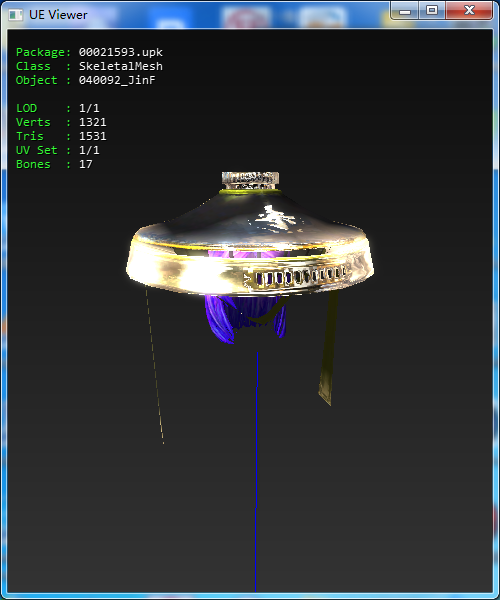 UE Viewer
Package: 00021593.upk
Class : SkeletalMesh
Object : 040092_JinF
LOD : 1/1
Verts : 1321
Tris : 1531
UV Set : 1/1
Bones : 17